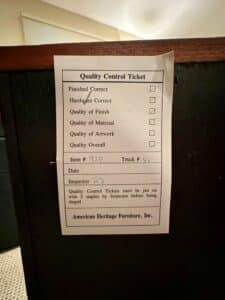 Quality Control Ticket
Finished Correct
Hardware Correct
Quality of Finish
Quality of Material
Quality of Artwork
Quality Overall
Item # Truck #
Date
Inspector
Quality Control Tickets must be put on
with 2 staples by Inspector before being
shipped
American Heritage Furniture, Inc.